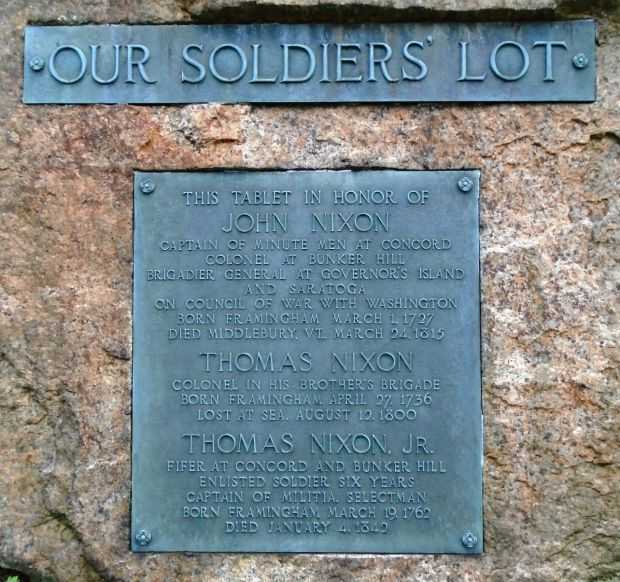 OUR SOLDIERS' LOT
THIS TABLET IN HONOR OF
JOHN NIXON
CAPTAIN OF MINUTE MEN AT CONCORD
COLONEL AT BUNKER HILL
BRIGADIER GENERAL AT GOVERNOR'S ISLAND
AND SARATOGA
ON COUNCIL OF WAR WITH WASHINGTON
BORN FRAMINGHAM, MARCH 1, 1727
DIED MIDDLEBURY, VT. MARCH 24, 1815
THOMAS NIXON
COLONEL IN HIS BROTHER'S BRIGADE
BORN FRAMINGHAM, APRIL 27, 1736
LOST AT SEA, AUGUST 12, 1800
THOMAS NIXON, JR.
FIFER AT CONCORD AND BUNKER HILL
ENLISTED SOLDIER SIX YEARS
CAPTAIN OF MILITIA, SELECTMAN
BORN FRAMINGHAM, MARCH 19, 1762
DIED JANUARY 4, 1842